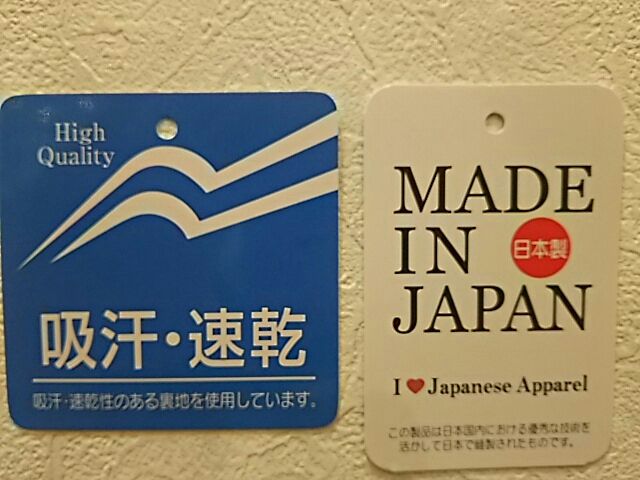 High
Quality
吸汗・速乾
吸汗・速乾性のある裏地を使用しています。
MADE
IN
日本製
JAPAN
I ♥ Japanese Apparel
この製品は日本国内における優秀な技術を
活かして日本で縫製されたものです。